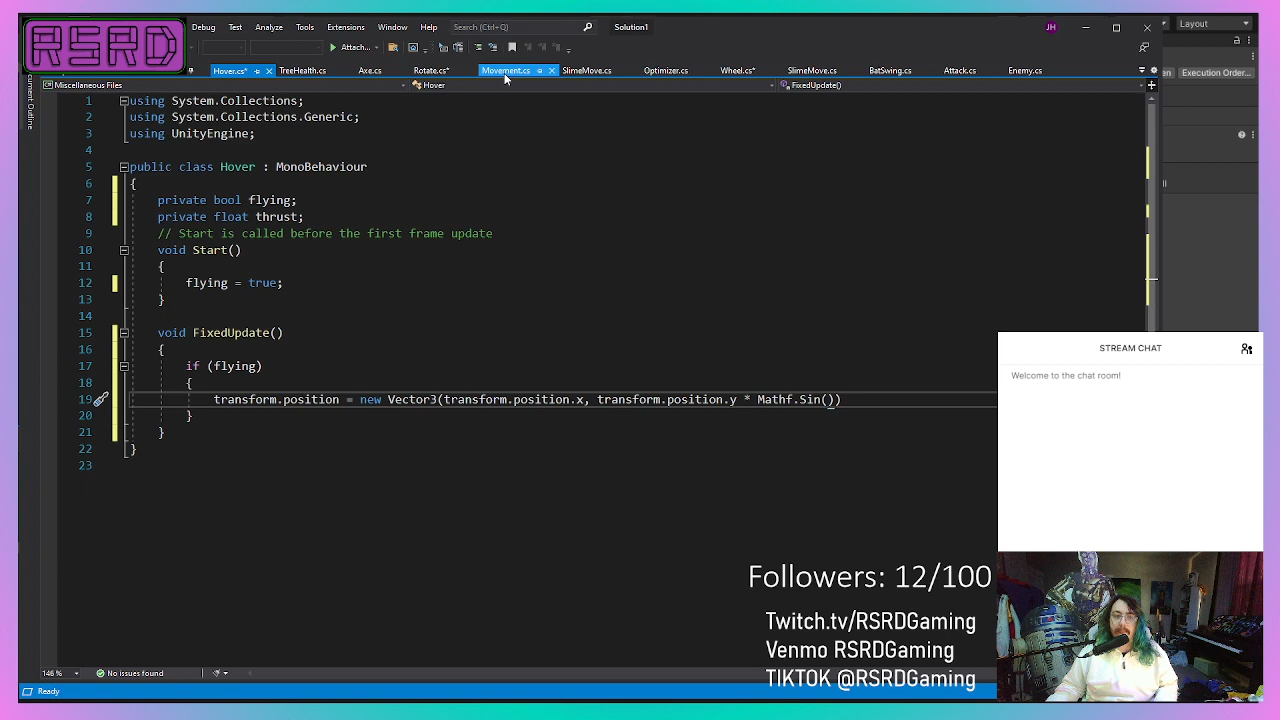 RSRD
Debug Test Analyze Tools Extensions Window Help Search (Ctrl+Q) Solution1 JH Layout
Attach...
Hover.cs* TreeHealth.cs Axe.cs Rotate.cs* Movement.cs SlimeMove.cs Optimizer.cs Wheel.cs* SlimeMove.cs BatSwing.cs Attack.cs Enemy.cs Execution Order...
Miscellaneous Files Hover FixedUpdate()
cument Outline
1 using System.Collections;
2 using System.Collections.Generic;
3 using UnityEngine;
4
5 public class Hover : MonoBehaviour
6 {
7 private bool flying;
8 private float thrust;
9 // Start is called before the first frame update
10 void Start()
11 {
12 flying = true;
13 }
14
15 void FixedUpdate()
16 {
17 if (flying)
18 {
19 transform.position = new Vector3(transform.position.x, transform.position.y * Mathf.Sin())
20 }
21 }
22 }
23
STREAM CHAT
Welcome to the chat room!
Followers: 12/100
Twitch.tv/RSRDGaming
Venmo RSRDGaming
TIKTOK @RSRDGaming
146 % No issues found
Ready